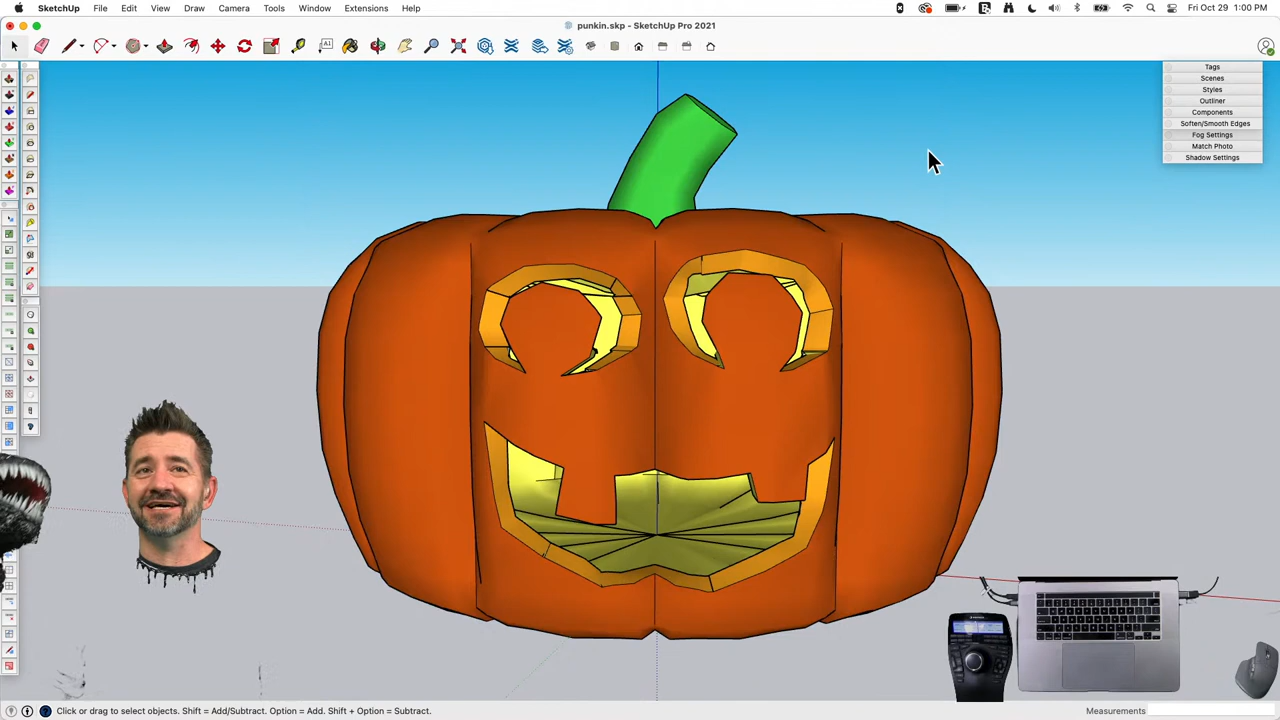 SketchUp File Edit View Draw Camera Tools Window Extensions Help Fri Oct 29 1:00 PM
punkin.skp - SketchUp Pro 2021
Tags
Scenes
Styles
Outliner
Components
Soften/Smooth Edges
Fog Settings
Match Photo
Shadow Settings
Click or drag to select objects. Shift = Add/Subtract. Option = Add. Shift + Option = Subtract. Measurements